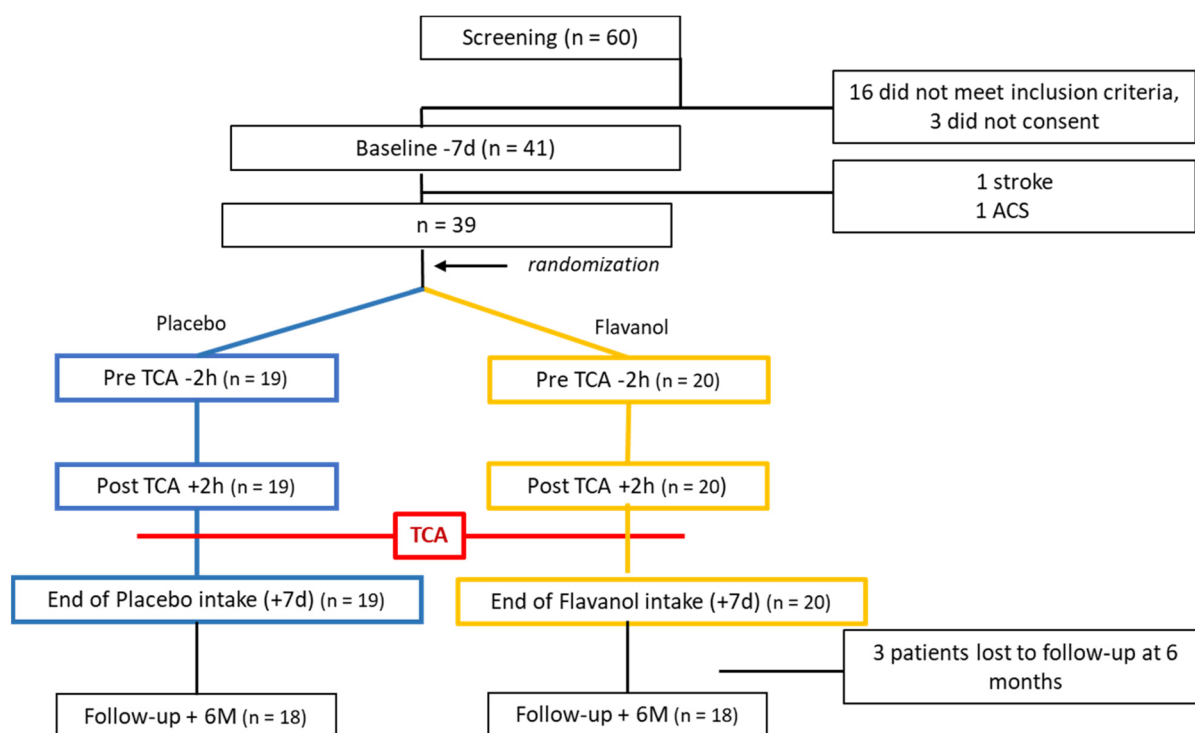 Screening (n = 60)
16 did not meet inclusion criteria,
3 did not consent
Baseline -7d (n = 41)
1 stroke
1 ACS
n = 39
randomization
Placebo
Flavanol
Pre TCA -2h (n = 19)
Pre TCA -2h (n = 20)
Post TCA +2h (n = 19)
Post TCA +2h (n = 20)
TCA
End of Placebo intake (+7d) (n = 19)
End of Flavanol intake (+7d) (n = 20)
3 patients lost to follow-up at 6
months
Follow-up + 6M (n = 18)
Follow-up + 6M (n = 18)